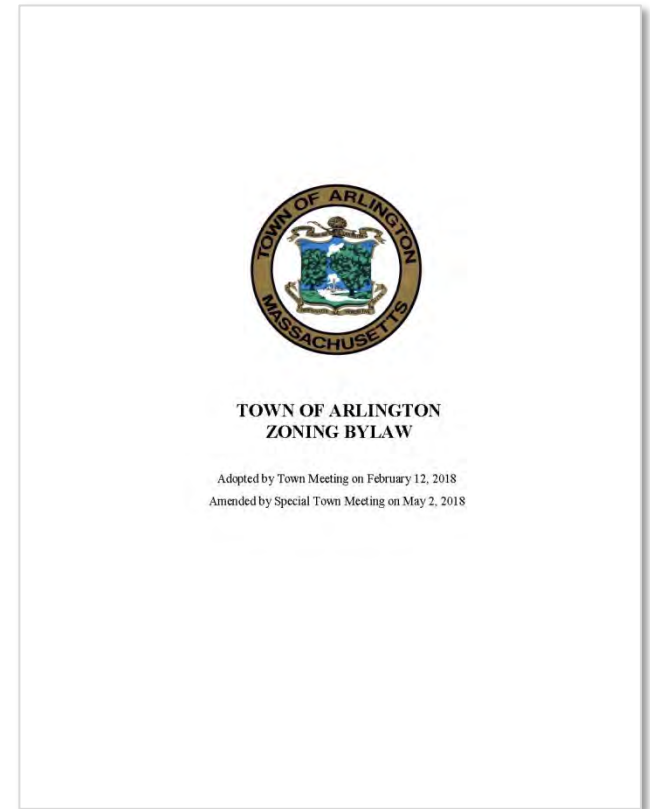 TOWN OF ARLINGTON
MASSACHUSETTS
TOWN OF ARLINGTON
ZONING BYLAW
Adopted by Town Meeting on February 12, 2018
Amended by Special Town Meeting on May 2, 2018